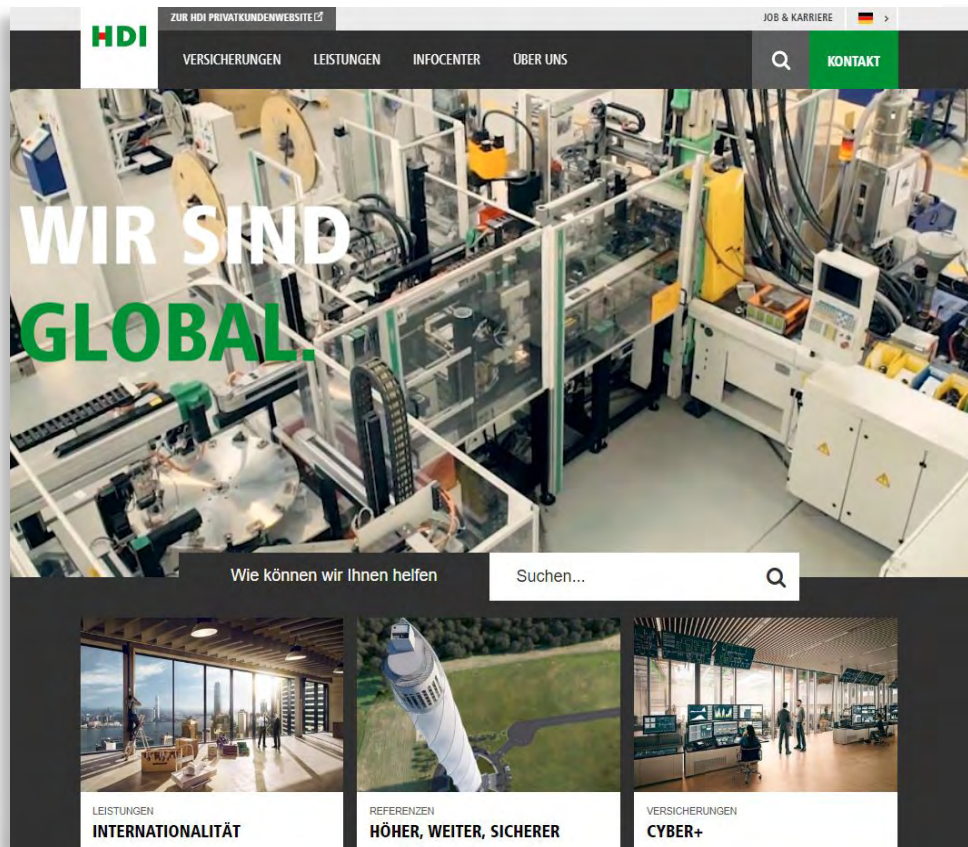 HDI
ZUR HDI PRIVATKUNDENWEBSITE
JOB & KARRIERE
VERSICHERUNGEN
LEISTUNGEN
INFOCENTER
ÜBER UNS
KONTAKT
WIR SIND
GLOBAL.
Wie können wir Ihnen helfen
Suchen...
LEISTUNGEN
INTERNATIONALITÄT
REFERENZEN
HÖHER, WEITER, SICHERER
VERSICHERUNGEN
CYBER+